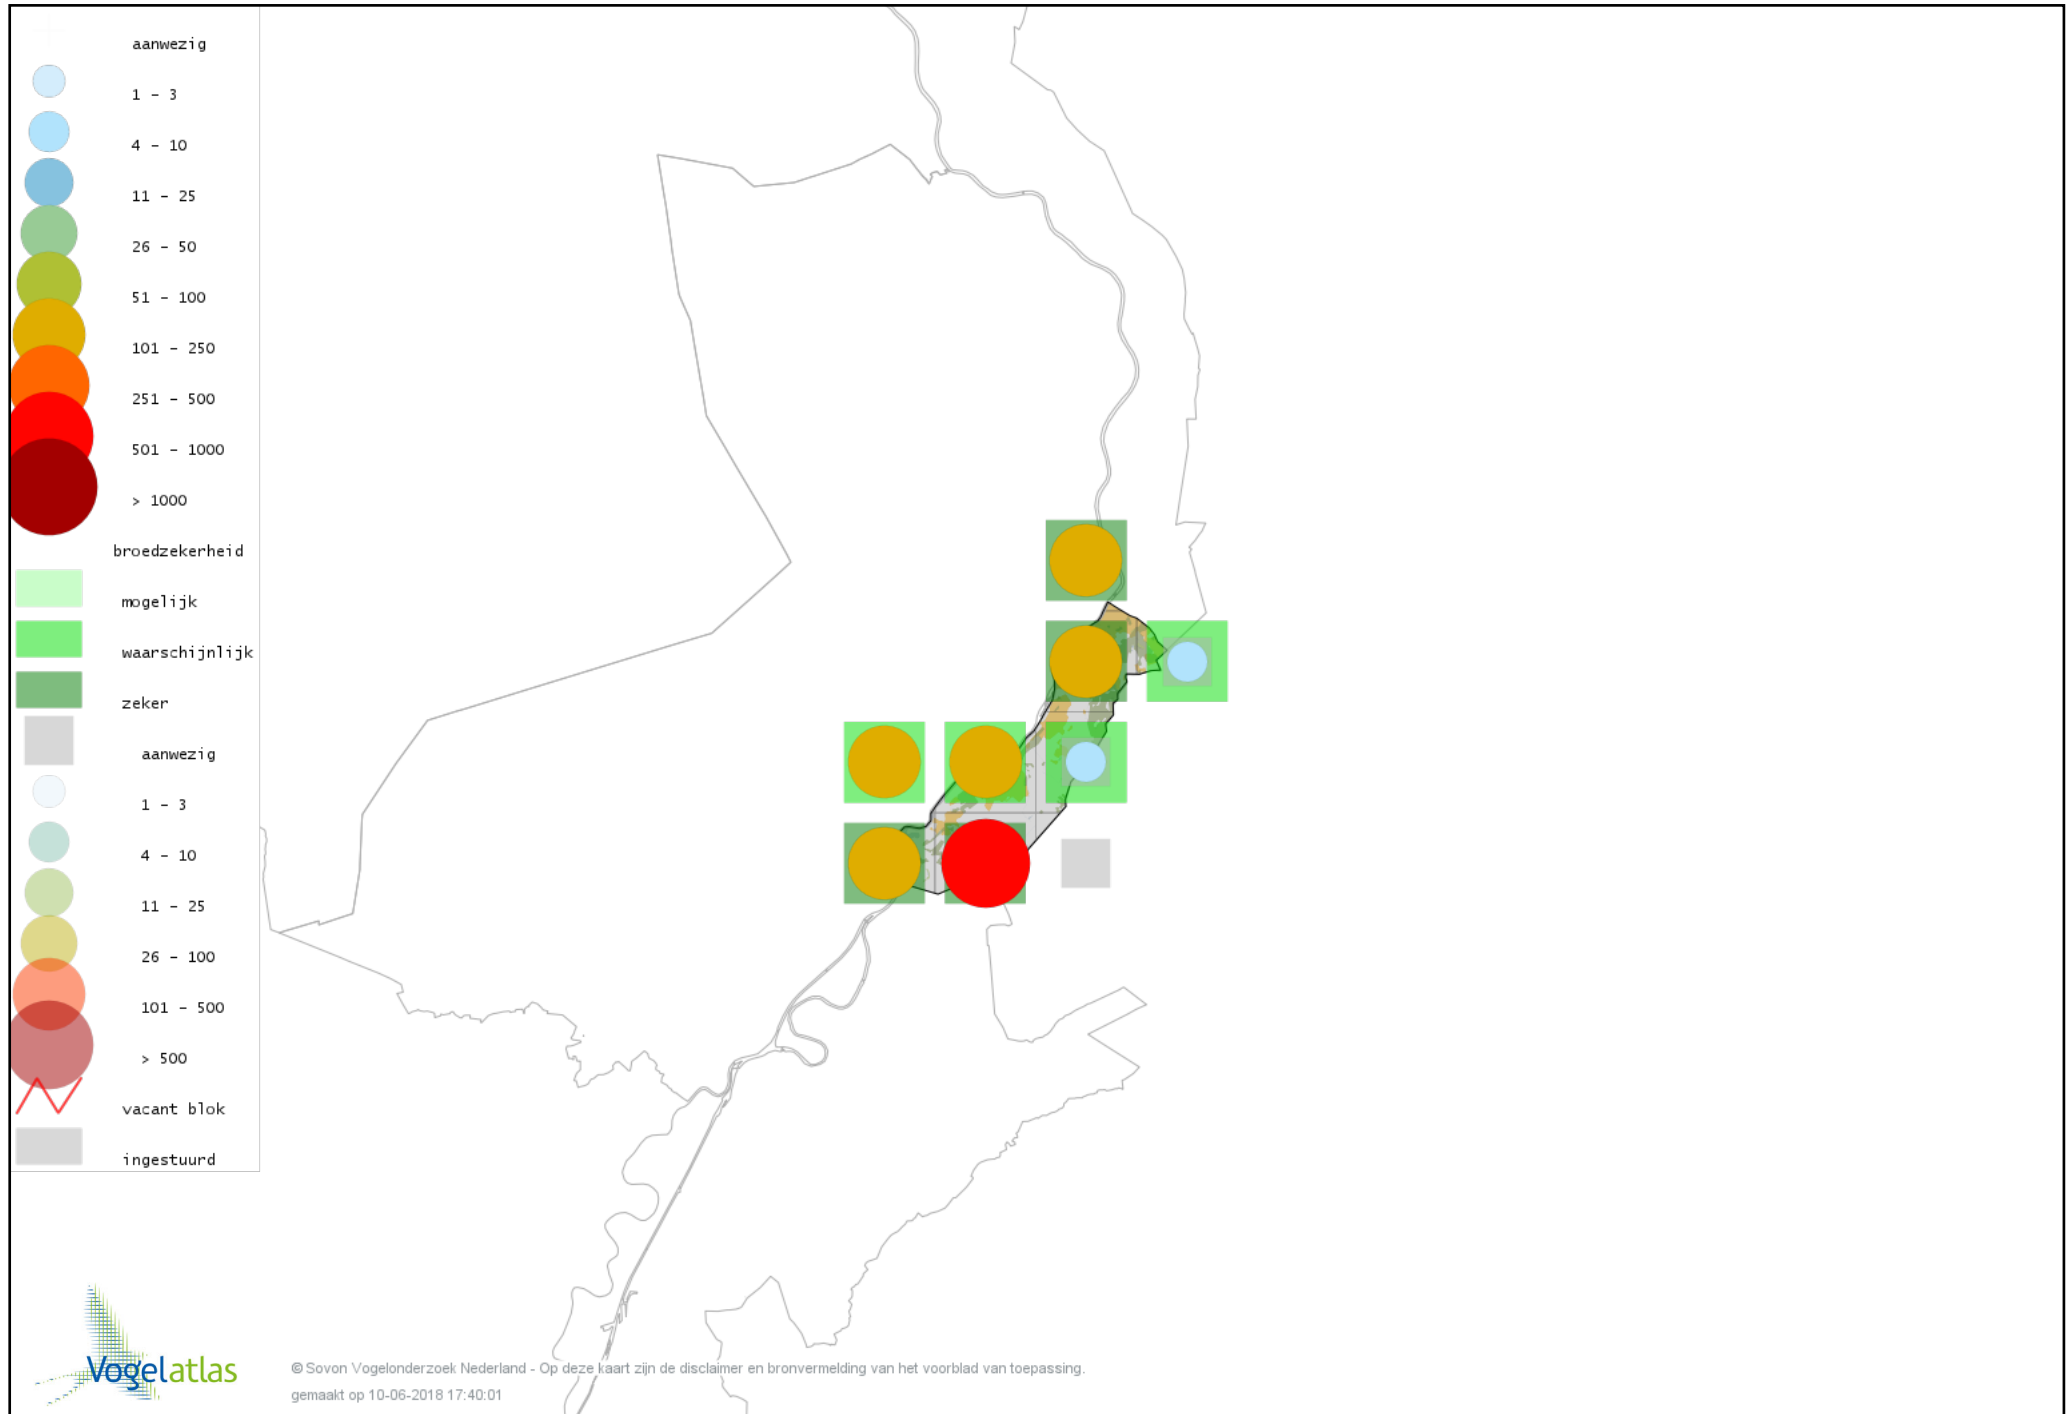 aanwezig
1 - 3
4 - 10
11 - 25
26 - 50
51 - 100
101 - 250
251 - 500
501 - 1000
> 1000
broedzekerheid
mogelijk
waarschijnlijk
zeker
aanwezig
1 - 3
4 - 10
11 - 25
26 - 100
101 - 500
> 500
vacant blok
ingestuurd
Vogelatlas
© Sovon Vogelonderzoek Nederland - Op deze kaart zijn de disclaimer en bronvermelding van het voorblad van toepassing.
gemaakt op 10-06-2018 17:40:01